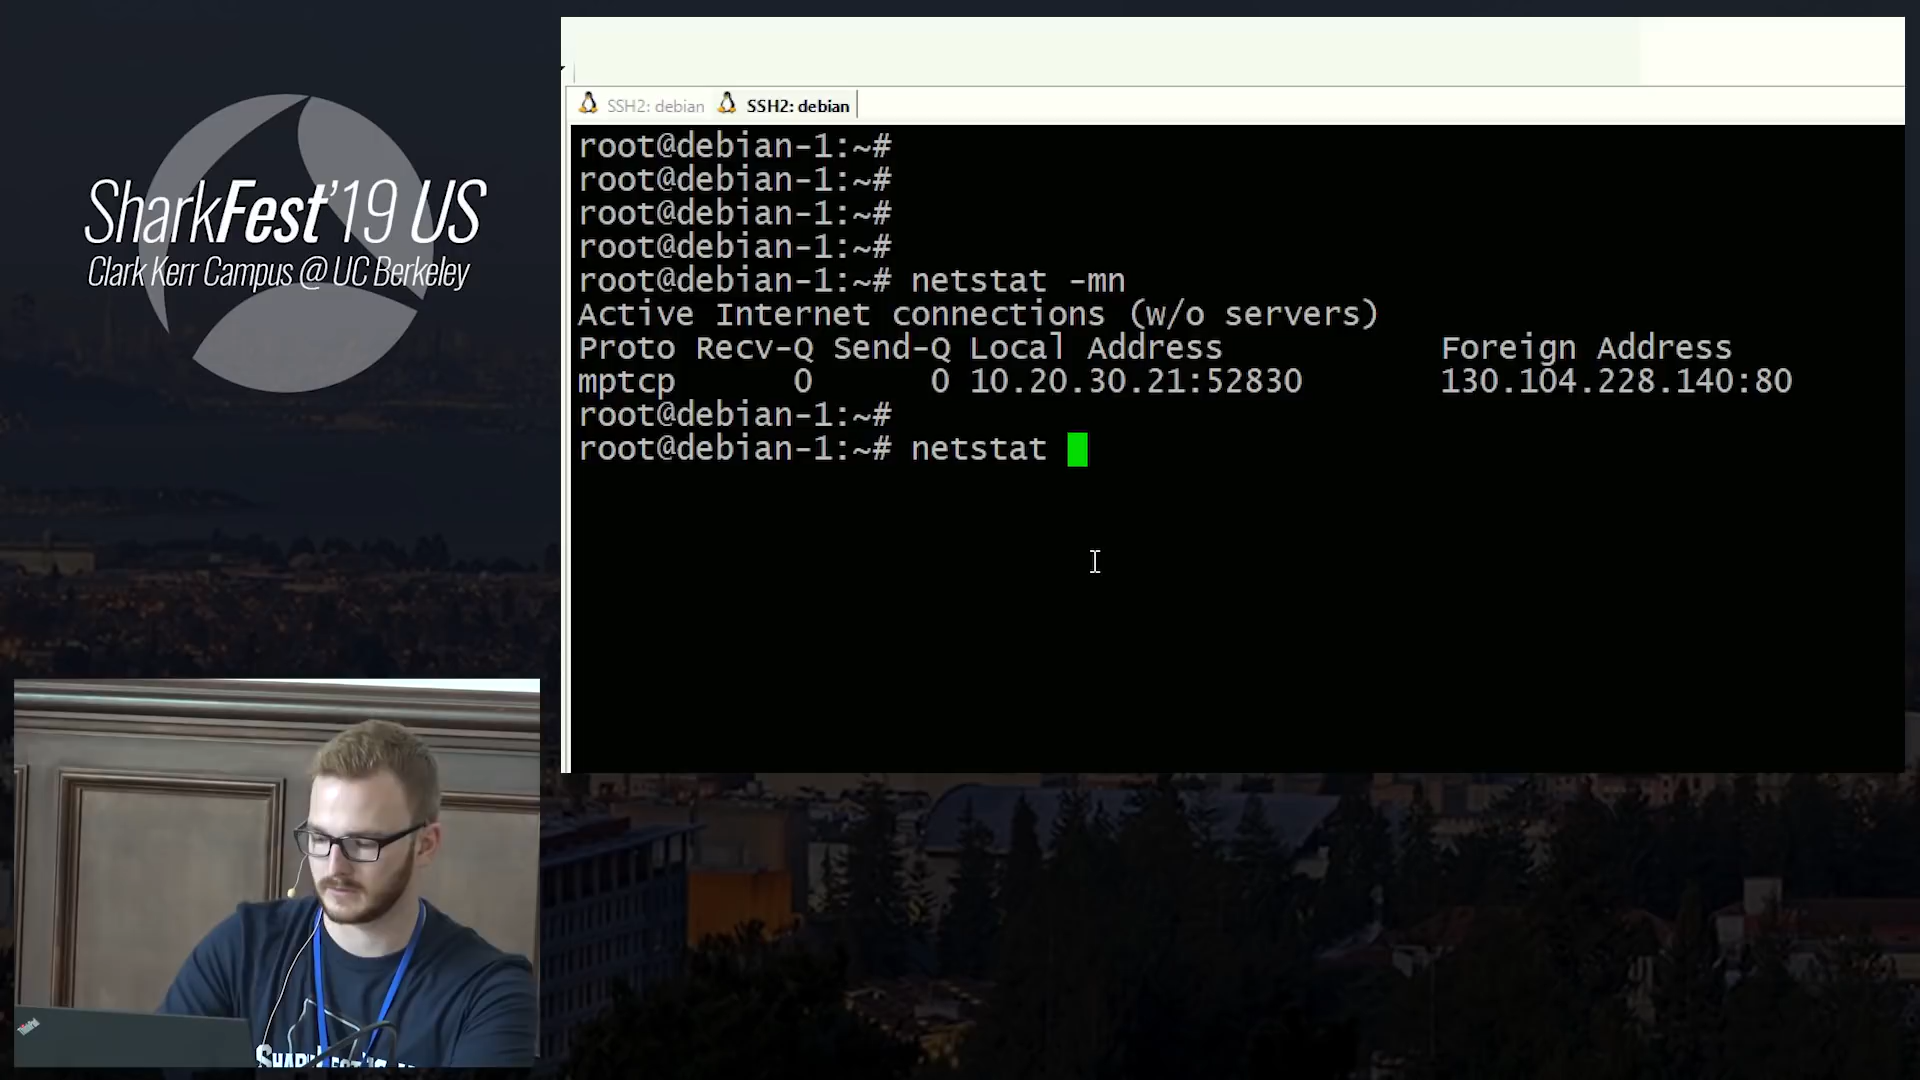 SharkFest'19 US
Clark Kerr Campus @ UC Berkeley
SSH2: debian SSH2: debian
root@debian-1:~#
root@debian-1:~#
root@debian-1:~#
root@debian-1:~#
root@debian-1:~# netstat -mn
Active Internet connections (w/o servers)
Proto Recv-Q Send-Q Local Address Foreign Address
mptcp 0 0 10.20.30.21:52830 130.104.228.140:80
root@debian-1:~#
root@debian-1:~# netstat
ThinkPad